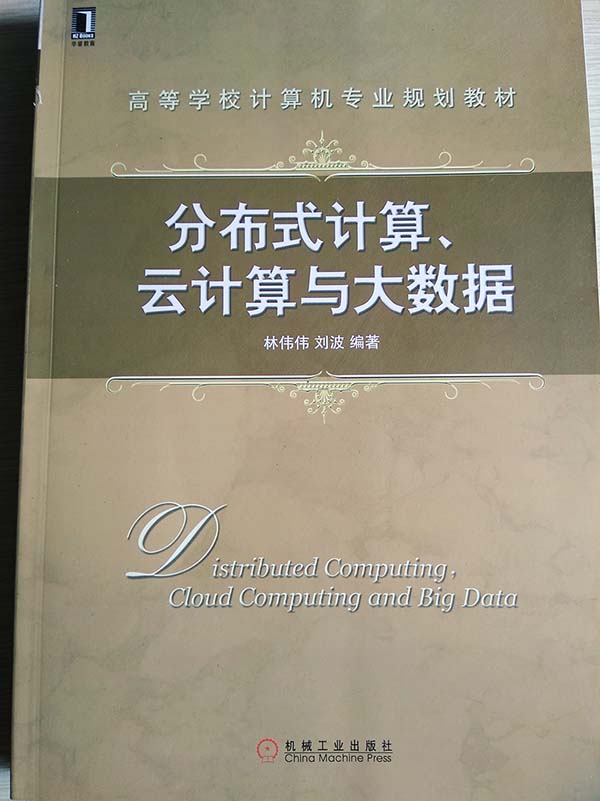 HZ BOOKS
华章教育
高等学校计算机专业规划教材
分布式计算、
云计算与大数据
林伟伟 刘波 编著
Distributed Computing,
Cloud Computing and Big Data
机械工业出版社
China Machine Press